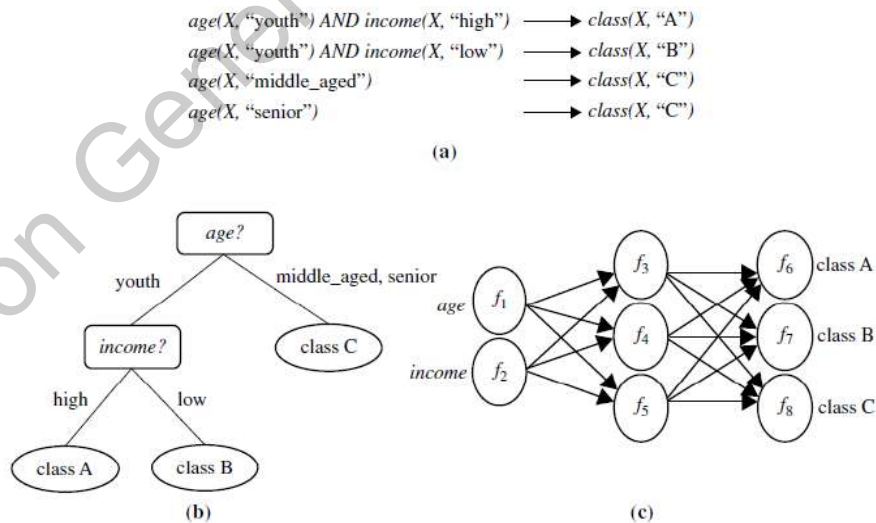 age(X, “youth”) AND income(X, “high”) class(X, “A”)
age(X, “youth”) AND income(X, “low”) class(X, “B”)
age(X, “middle_aged”) class(X, “C”)
age(X, “senior”) class(X, “C”)
(a)
age?
youth
middle_aged, senior
income?
class C
high
low
class A
class B
(b)
age
income
f1
f2
f3
f4
f5
f6 class A
f7 class B
f8 class C
(c)
on Gener